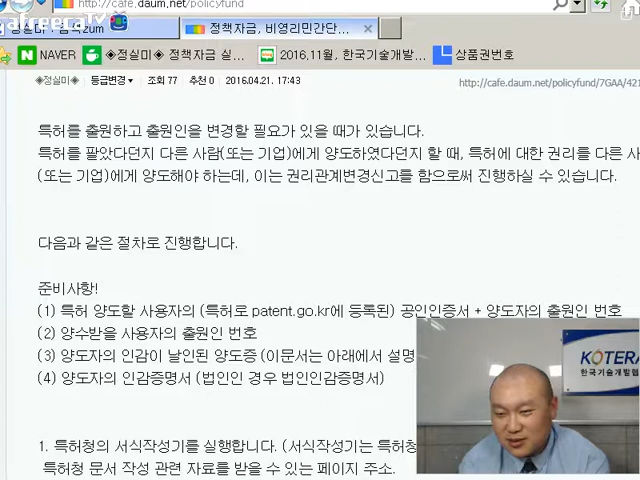 afreecaTV
http://cafe.daum.net/policyfund
zum
정책자금, 비영리민간단...
NAVER
◈정실미◈ 정책자금 실...
2016.11월, 한국기술개발...
상품권번호
◈정실미◈ 등급변경 조회 77 추천 0 2016.04.21. 17:43
http://cafe.daum.net/policyfund/7GAA/421
특허를 출원하고 출원인을 변경할 필요가 있을 때가 있습니다.
특허를 팔았다던지 다른 사람(또는 기업)에게 양도하였다던지 할 때, 특허에 대한 권리를 다른 사
(또는 기업)에게 양도해야 하는데, 이는 권리관계변경신고를 함으로써 진행하실 수 있습니다.
다음과 같은 절차로 진행합니다.
준비사항!
(1) 특허 양도할 사용자의 (특허로 patent.go.kr에 등록된) 공인인증서 + 양도자의 출원인 번호
(2) 양수받을 사용자의 출원인 번호
(3) 양도자의 인감이 날인된 양도증 (이문서는 아래에서 설명
(4) 양도자의 인감증명서 (법인인 경우 법인인감증명서)
KOTERA
한국기술개발협
1. 특허청의 서식작성기를 실행합니다. (서식작성기는 특허청
특허청 문서 작성 관련 자료를 받을 수 있는 페이지 주소.